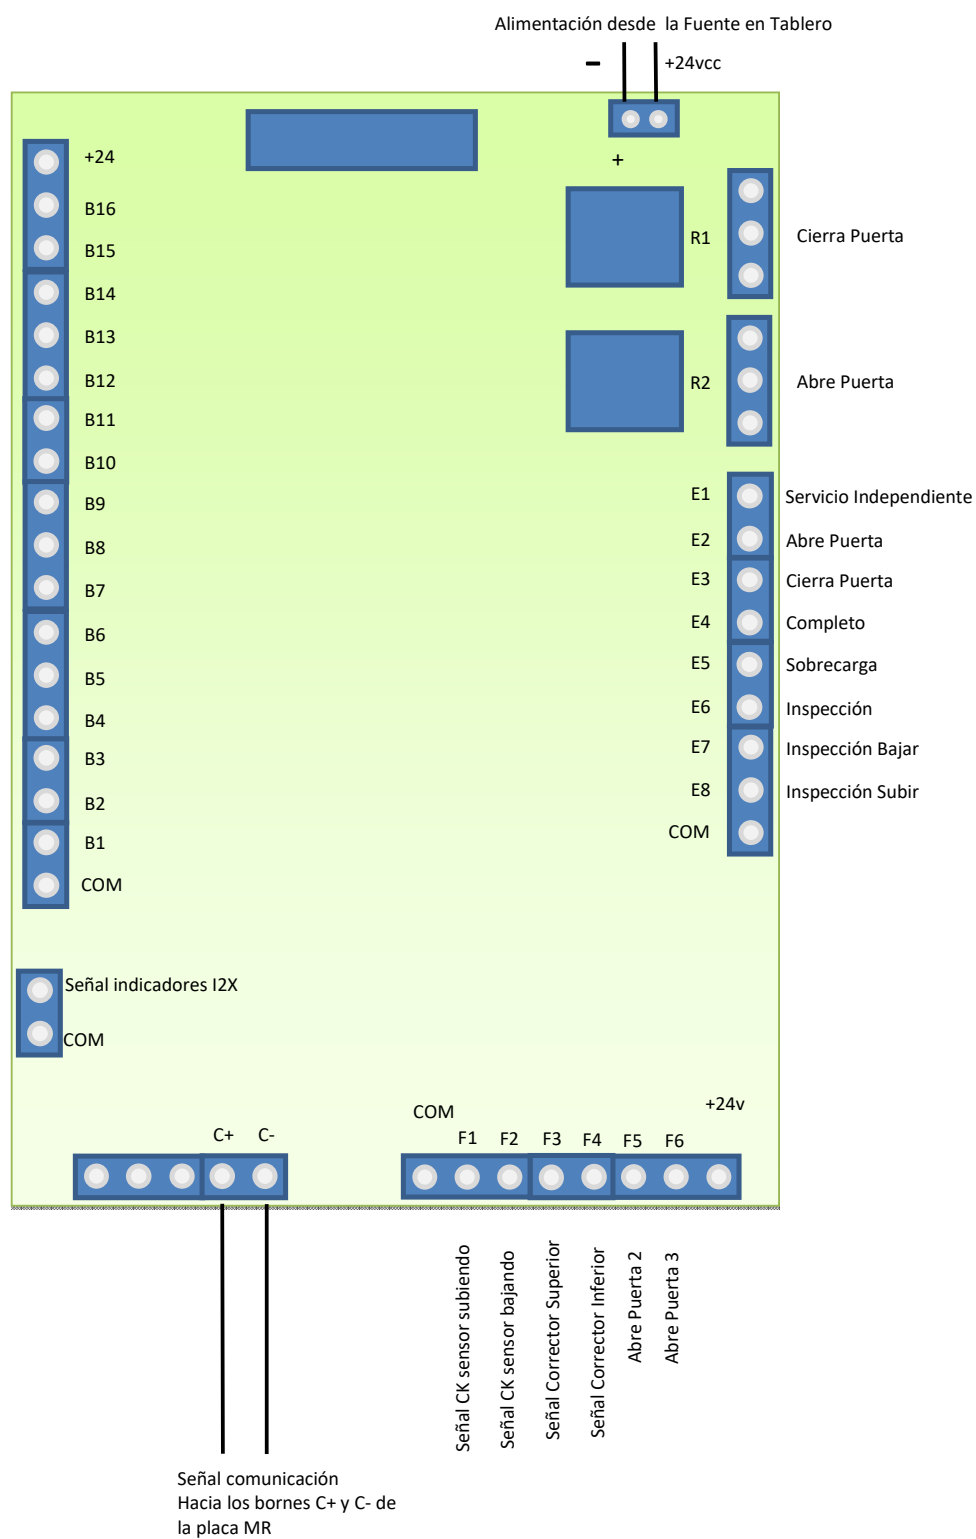 Alimentación desde la Fuente en Tablero
-
+24vcc
+
+24
B16
B15
B14
B13
B12
B11
B10
B9
B8
B7
B6
B5
B4
B3
B2
B1
COM
R1
Cierra Puerta
R2
Abre Puerta
E1
Servicio Independiente
E2
Abre Puerta
E3
Cierra Puerta
E4
Completo
E5
Sobrecarga
E6
Inspección
E7
Inspección Bajar
E8
Inspección Subir
COM
Señal indicadores I2X
COM
C+
C-
COM
F1
F2
F3
F4
F5
F6
+24v
Señal CK sensor subiendo
Señal CK sensor bajando
Señal Corrector Superior
Señal Corrector Inferior
Abre Puerta 2
Abre Puerta 3
Señal comunicación
Hacia los bornes C+ y C- de
la placa MR